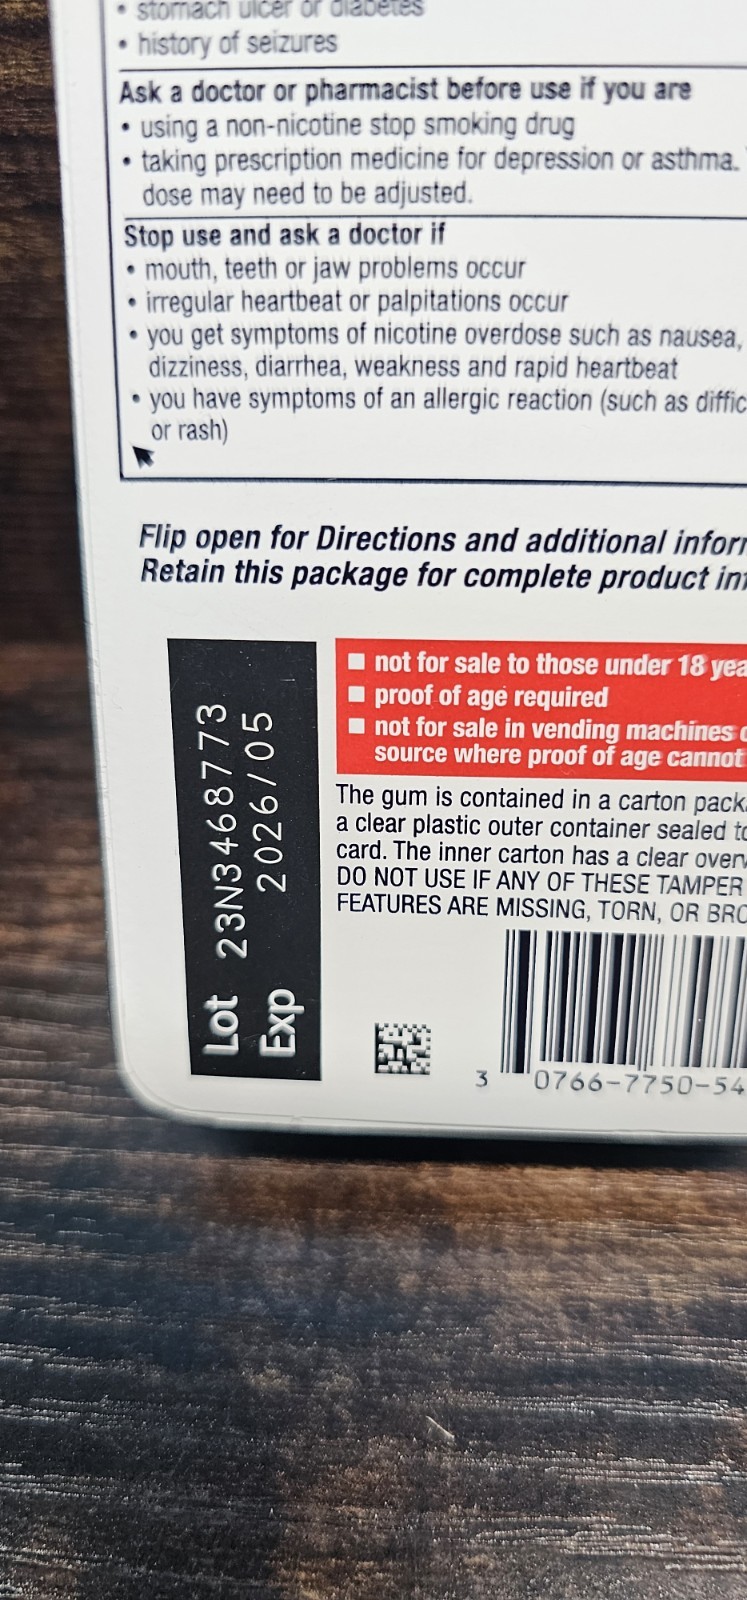 • stomach ulcer or diabetes
• history of seizures
Ask a doctor or pharmacist before use if you are
• using a non-nicotine stop smoking drug
• taking prescription medicine for depression or asthma.
dose may need to be adjusted.
Stop use and ask a doctor if
• mouth, teeth or jaw problems occur
• irregular heartbeat or palpitations occur
• you get symptoms of nicotine overdose such as nausea,
dizziness, diarrhea, weakness and rapid heartbeat
• you have symptoms of an allergic reaction (such as diffic
or rash)
Flip open for Directions and additional infor
Retain this package for complete product in
Lot 23N3468773
Exp 2026/05
■ not for sale to those under 18 yea
■ proof of age required
■ not for sale in vending machines o
source where proof of age cannot
The gum is contained in a carton pack
a clear plastic outer container sealed to
card. The inner carton has a clear over
DO NOT USE IF ANY OF THESE TAMPER
FEATURES ARE MISSING, TORN, OR BRO
3 0766-7750-54